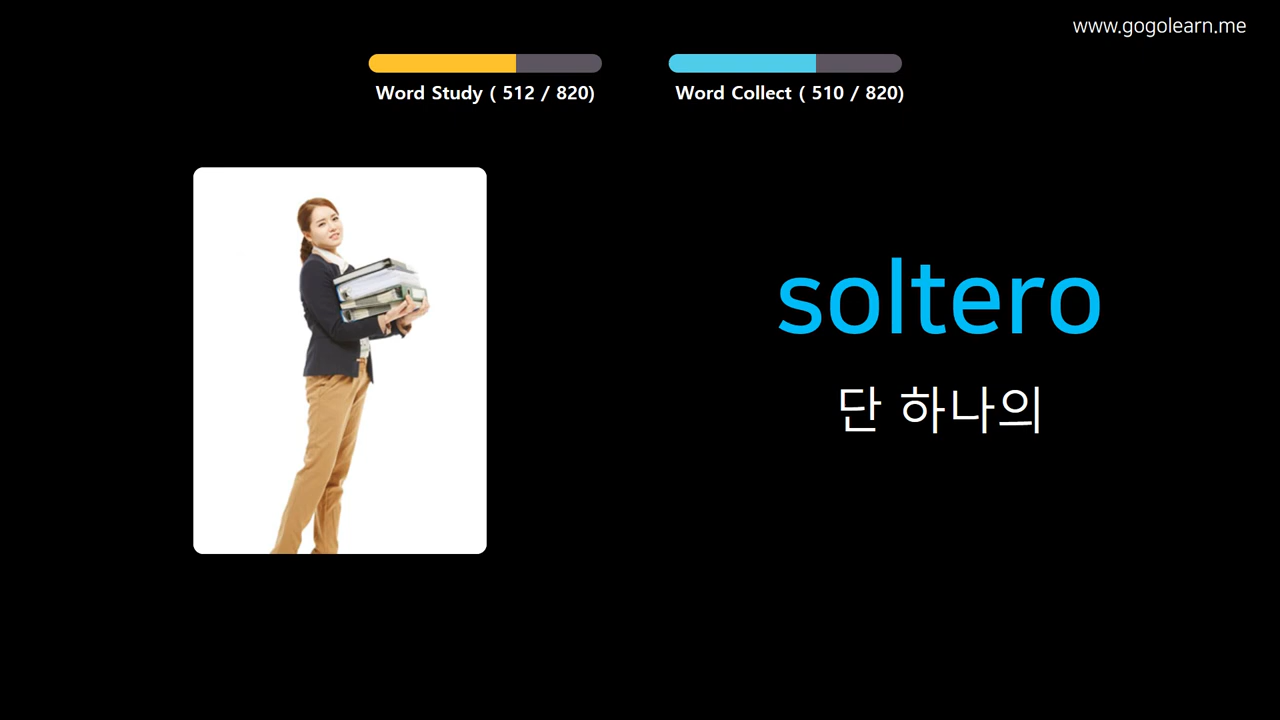 www.gogolearn.me
Word Study ( 512 / 820)
Word Collect ( 510 / 820)
soltero
단 하나의